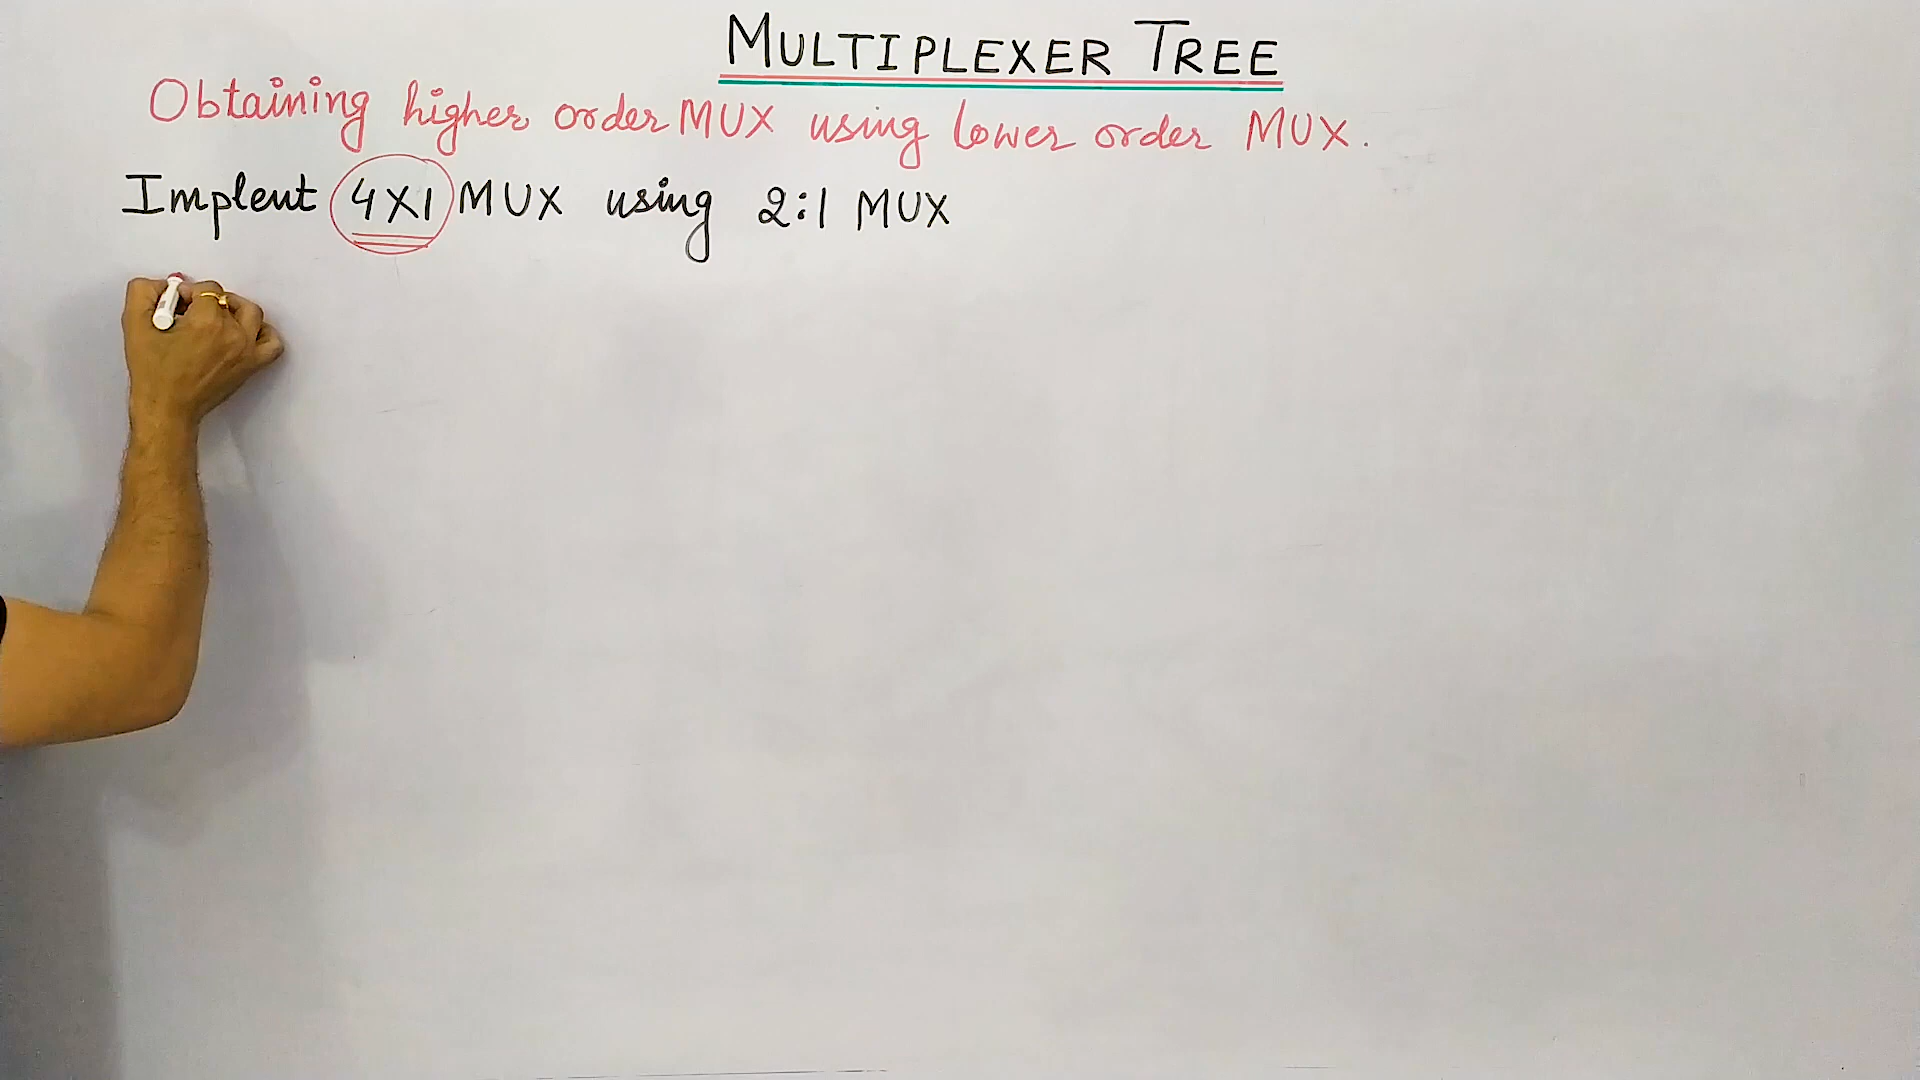 MULTIPLEXER TREE
Obtaining higher order MUX using lower order MUX.
Implent 4X1 MUX using 2:1 MUX